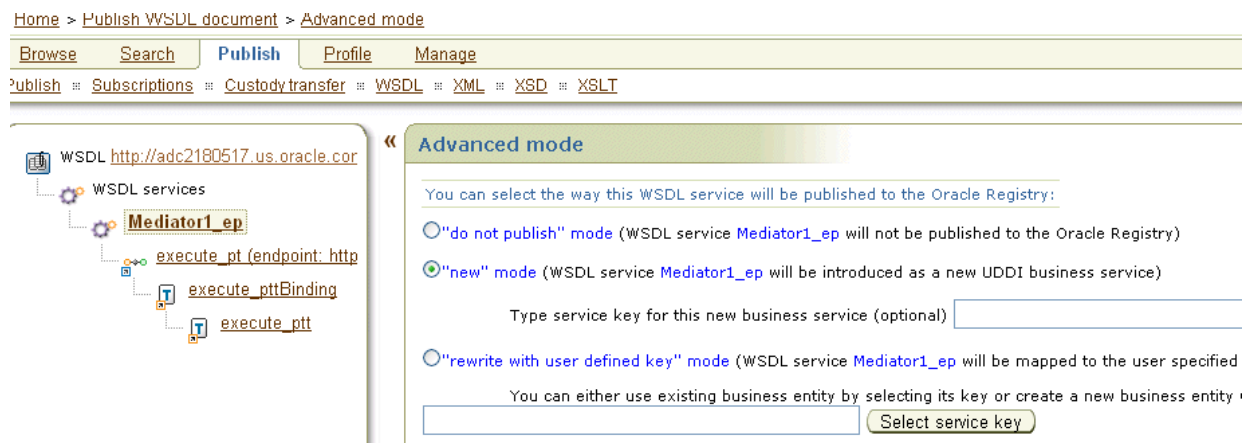 Home > Publish WSDL document > Advanced mode
Browse Search Publish Profile Manage
Publish Subscriptions Custody transfer WSDL XML XSD XSLT
WSDL http://adc2180517.us.oracle.cor
WSDL services
Mediator1_ep
execute_pt (endpoint: http
execute_pttBinding
execute_ptt
«
Advanced mode
You can select the way this WSDL service will be published to the Oracle Registry:
"do not publish" mode (WSDL service Mediator1_ep will not be published to the Oracle Registry)
"new" mode (WSDL service Mediator1_ep will be introduced as a new UDDI business service)
Type service key for this new business service (optional)
"rewrite with user defined key" mode (WSDL service Mediator1_ep will be mapped to the user specified
You can either use existing business entity by selecting its key or create a new business entity
Select service key